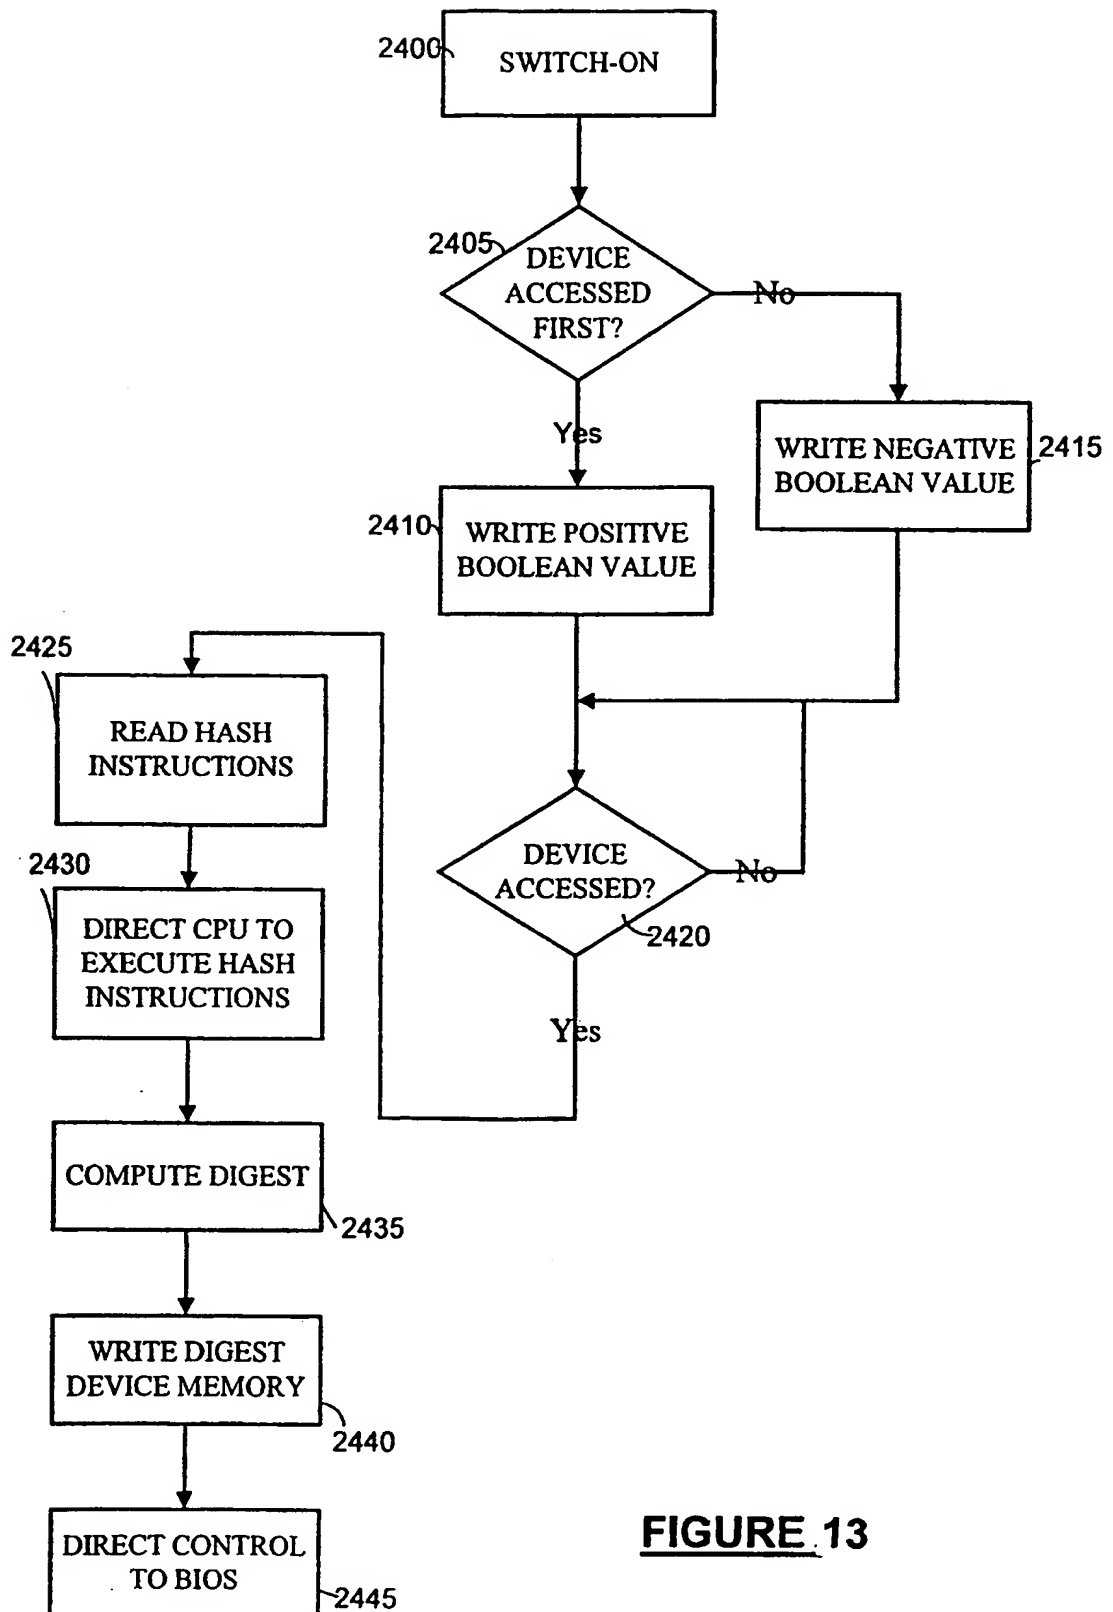 2400
SWITCH-ON
2405
DEVICE
ACCESSED
FIRST?
No
Yes
WRITE NEGATIVE
BOOLEAN VALUE
2415
2410
WRITE POSITIVE
BOOLEAN VALUE
2425
READ HASH
INSTRUCTIONS
DEVICE
ACCESSED?
No
2420
Yes
2430
DIRECT CPU TO
EXECUTE HASH
INSTRUCTIONS
COMPUTE DIGEST
2435
WRITE DIGEST
DEVICE MEMORY
2440
DIRECT CONTROL
TO BIOS
2445
FIGURE 13